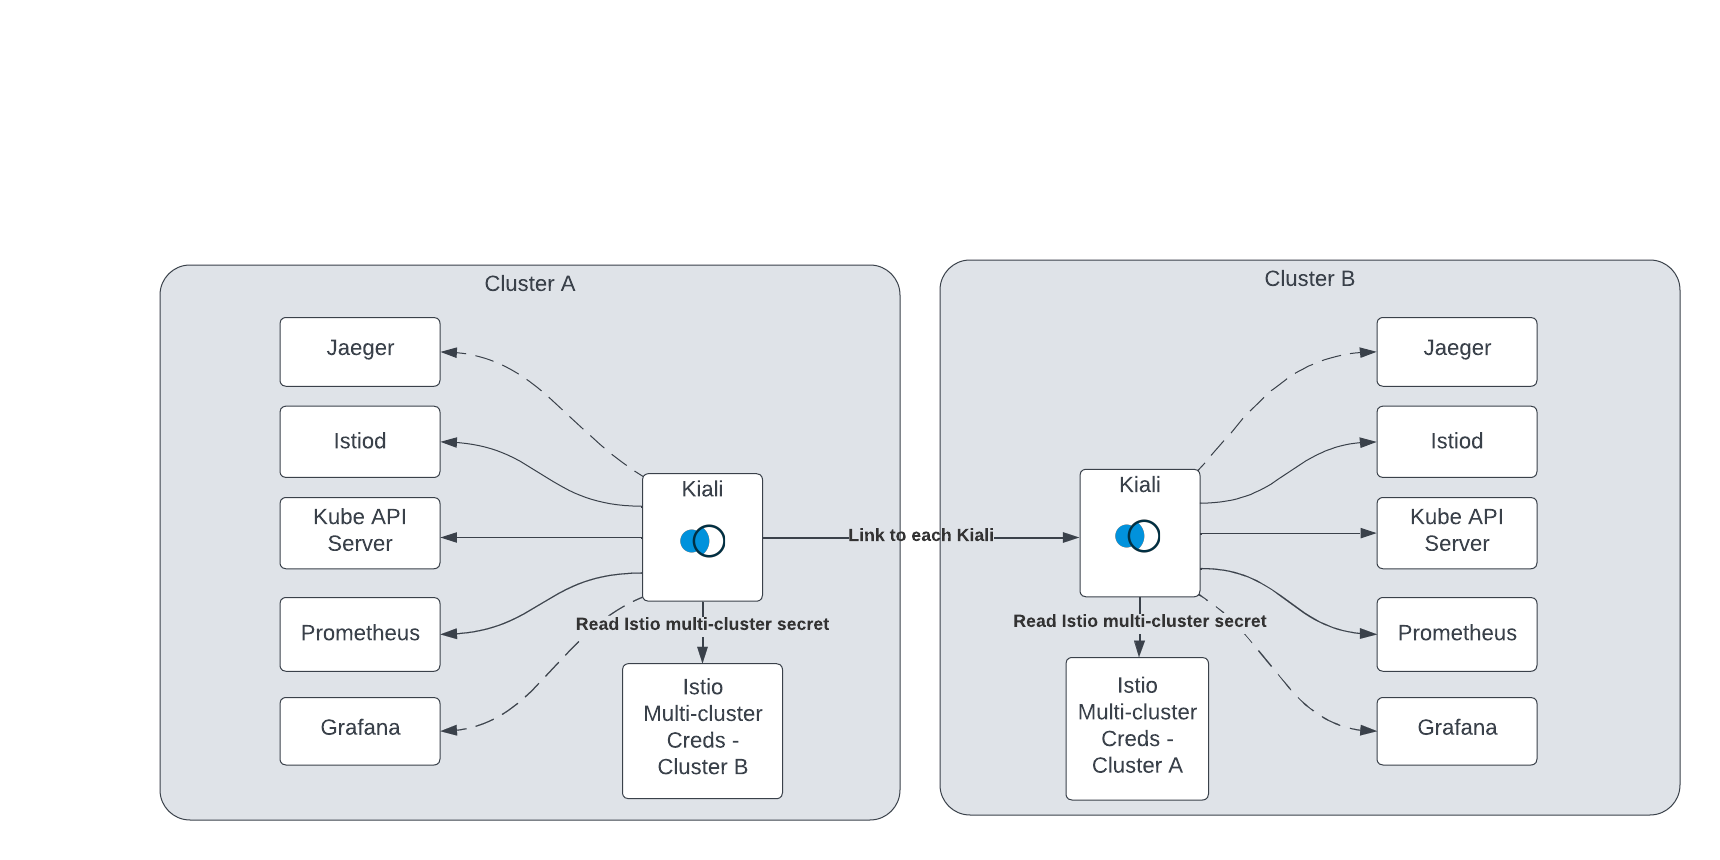 Cluster A
Jaeger
Istiod
Kube API
Server
Prometheus
Grafana
Kiali
Read Istio multi-cluster secret
Istio
Multi-cluster
Creds -
Cluster B
Link to each Kiali
Cluster B
Kiali
Read Istio multi-cluster secret
Istio
Multi-cluster
Creds -
Cluster A
Jaeger
Istiod
Kube API
Server
Prometheus
Grafana